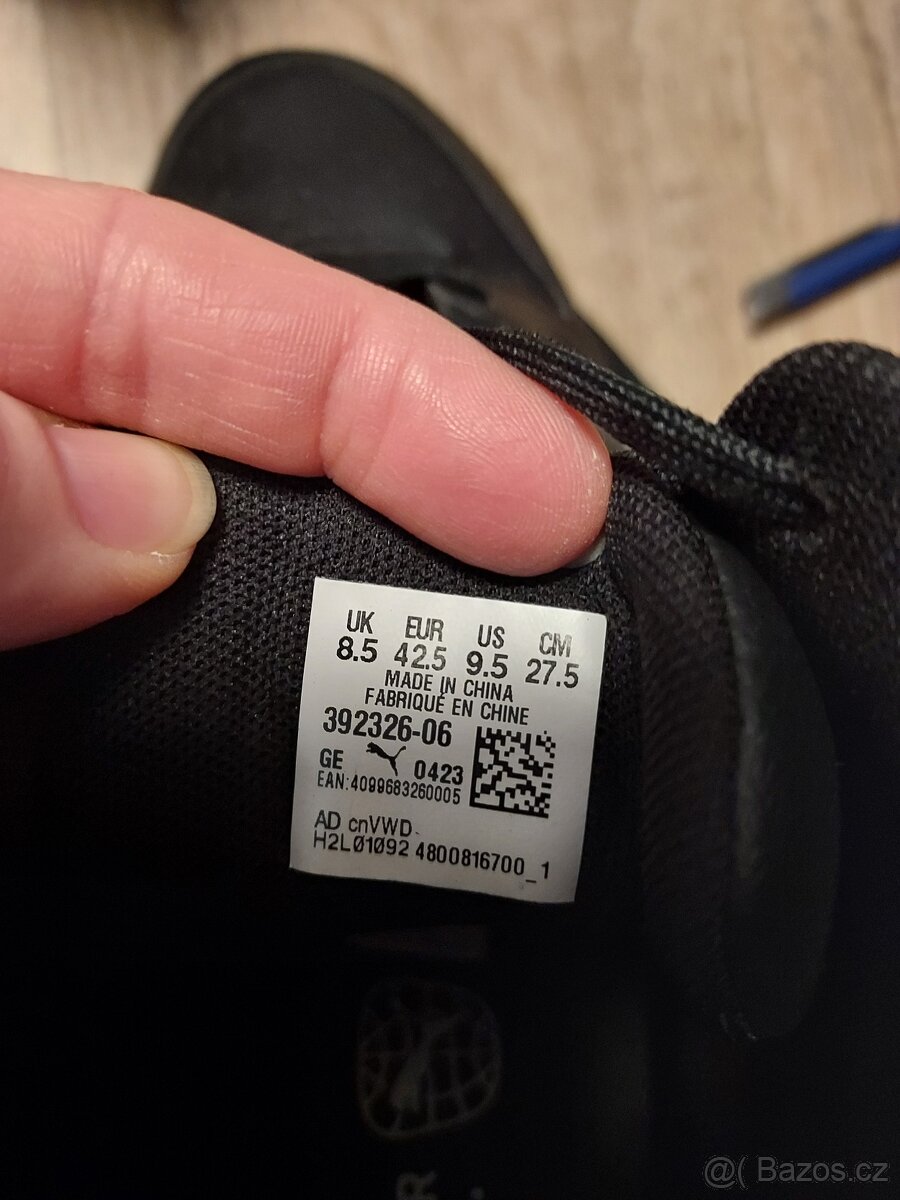 UK EUR US CM
8.5 42.5 9.5 27.5
MADE IN CHINA
FABRIQUÉ EN CHINE
392326-06
GE 0423
EAN:4099683260005
AD cnVWD
H2LØ1Ø92 4800816700_1
R
@( Bazos.cz